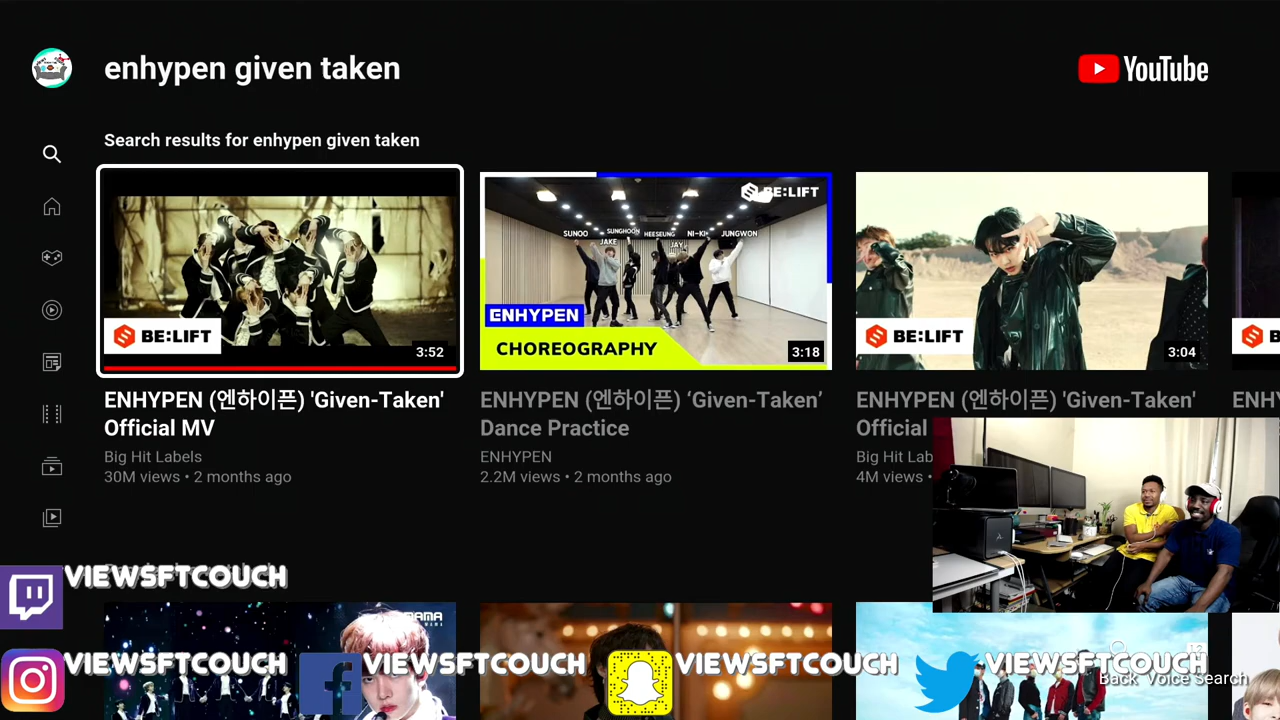 enhypen given taken
YouTube
Search results for enhypen given taken
BE:LIFT
3:52
BE:LIFT
SUNOO
JAKE
SUNGHOON
HEESEUNG
JAY
NI-KI
JUNGWON
ENHYPEN
CHOREOGRAPHY
3:18
BE:LIFT
3:04
ENHYPEN (엔하이픈) 'Given-Taken'
Official MV
Big Hit Labels
30M views • 2 months ago
ENHYPEN (엔하이픈) ‘Given-Taken’
Dance Practice
ENHYPEN
2.2M views • 2 months ago
ENHYPEN (엔하이픈) 'Given-Taken'
Official
Big Hit Lab
4M views •
ENHY
VIEWSFTCOUCH
VIEWSFTCOUCH
VIEWSFTCOUCH
VIEWSFTCOUCH
VIEWSFTCOUCH
Back Voice Search